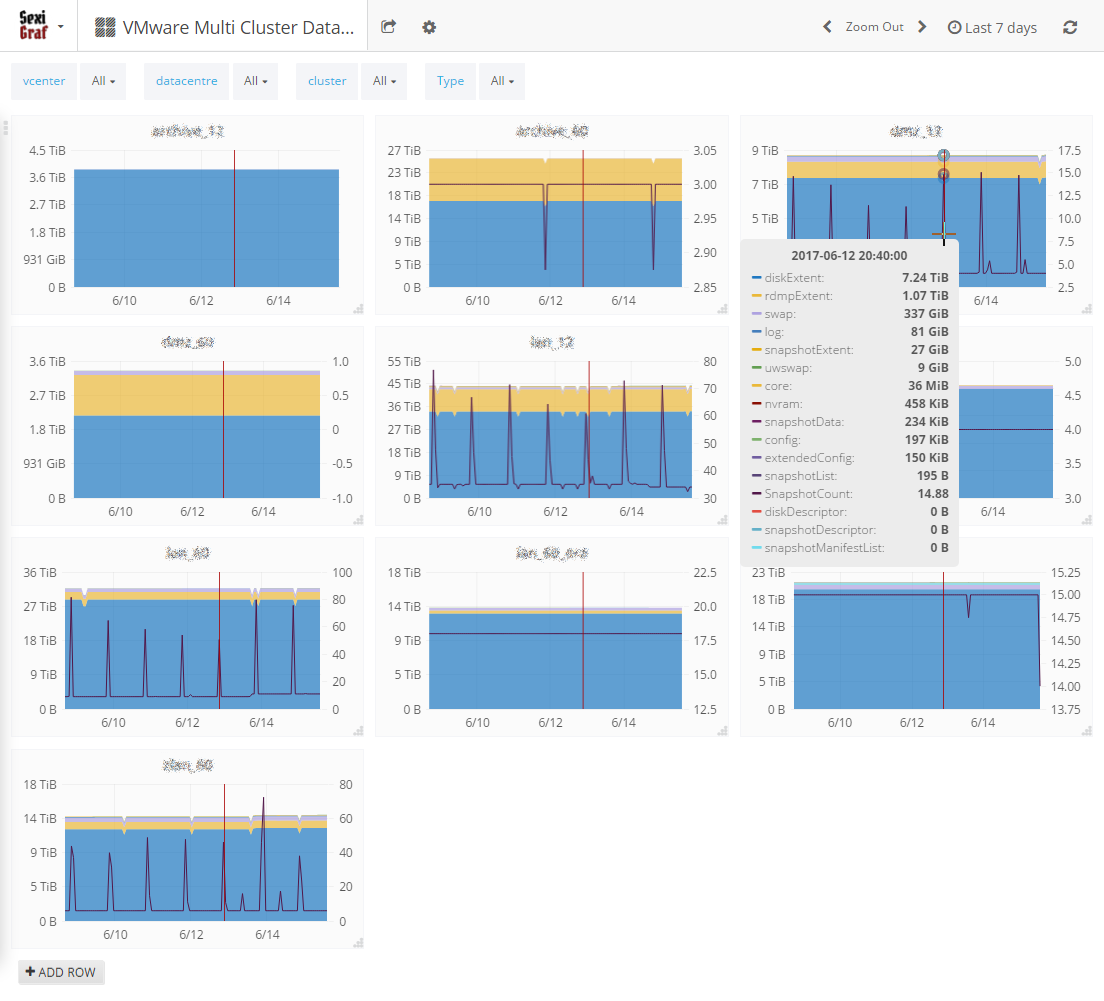 Sexi
Graf
VMware Multi Cluster Data...
Zoom Out
Last 7 days
vcenter All
datacentre All
cluster All
Type All
4.5 TiB
3.6 TiB
2.7 TiB
1.8 TiB
931 GiB
0 B
6/10 6/12 6/14
27 TiB
23 TiB
18 TiB
14 TiB
9 TiB
5 TiB
0 B
3.05
3.00
2.95
2.90
2.85
6/10 6/12 6/14
9 TiB
7 TiB
5 TiB
17.5
15.0
12.5
10.0
7.5
5.0
2.5
6/14
2017-06-12 20:40:00
diskExtent: 7.24 TiB
rdmpExtent: 1.07 TiB
swap: 337 GiB
log: 81 GiB
snapshotExtent: 27 GiB
uwswap: 9 GiB
core: 36 MiB
nvram: 458 KiB
snapshotData: 234 KiB
config: 197 KiB
extendedConfig: 150 KiB
snapshotList: 195 B
SnapshotCount: 14.88
diskDescriptor: 0 B
snapshotDescriptor: 0 B
snapshotManifestList: 0 B
3.6 TiB
2.7 TiB
1.8 TiB
931 GiB
0 B
1.0
0.5
0
-0.5
-1.0
6/10 6/12 6/14
55 TiB
45 TiB
36 TiB
27 TiB
18 TiB
9 TiB
0 B
80
70
60
50
40
30
6/10 6/12 6/14
5.0
4.5
4.0
3.5
3.0
6/14
36 TiB
27 TiB
18 TiB
9 TiB
0 B
100
80
60
40
20
0
6/10 6/12 6/14
18 TiB
14 TiB
9 TiB
5 TiB
0 B
22.5
20.0
17.5
15.0
12.5
6/10 6/12 6/14
23 TiB
18 TiB
14 TiB
9 TiB
5 TiB
0 B
15.25
15.00
14.75
14.50
14.25
14.00
13.75
6/10 6/12 6/14
18 TiB
14 TiB
9 TiB
5 TiB
0 B
80
60
40
20
0
6/10 6/12 6/14
+ ADD ROW